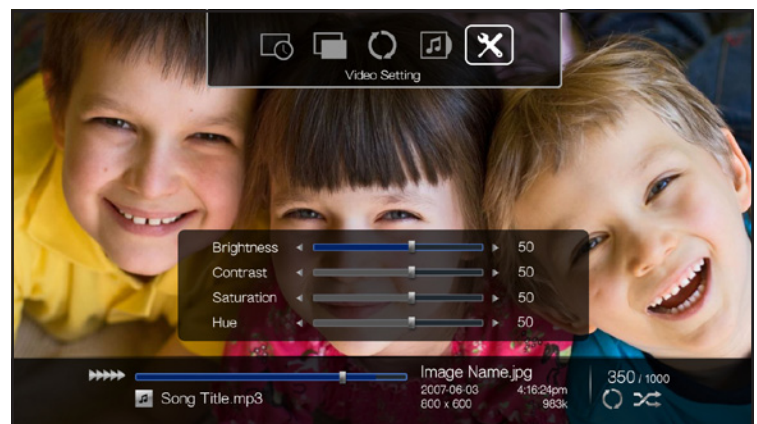 Video Setting
Brightness 50
Contrast 50
Saturation 50
Hue 50
Image Name.jpg
2007-06-03 4:16:24pm
800 x 600 983k
350 / 1000
Song Title.mp3